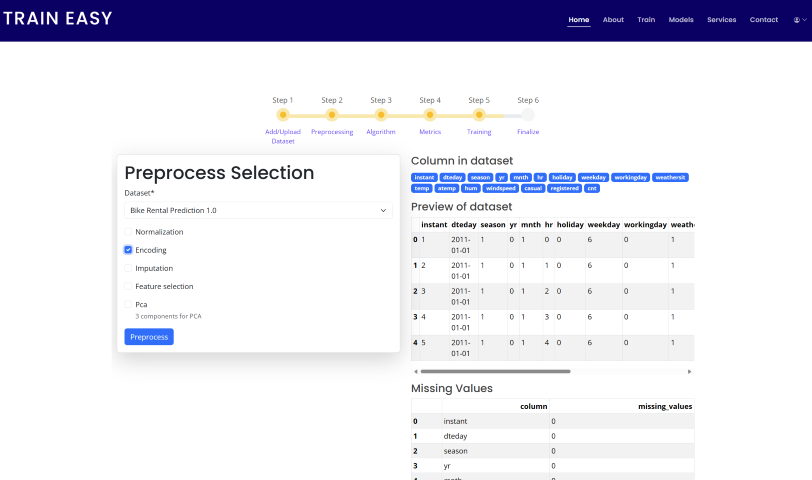 TRAIN EASY
Home About Train Models Services Contact
Step 1 Step 2 Step 3 Step 4 Step 5 Step 6
Add/Upload Dataset Preprocessing Algorithm Metrics Training Finalize
Preprocess Selection
Dataset*
Bike Rental Prediction 1.0
Normalization
Encoding
Imputation
Feature selection
Pca
3 components for PCA
Preprocess
Column in dataset
instant dteday season yr mnth hr holiday weekday workingday weathersit
temp atemp hum windspeed casual registered cnt
Preview of dataset
instant dteday season yr mnth hr holiday weekday workingday weath
0 1 2011-01-01 1 0 1 0 0 6 0 1
1 2 2011-01-01 1 0 1 1 0 6 0 1
2 3 2011-01-01 1 0 1 2 0 6 0 1
3 4 2011-01-01 1 0 1 3 0 6 0 1
4 5 2011-01-01 1 0 1 4 0 6 0 1
Missing Values
column missing_values
0 instant 0
1 dteday 0
2 season 0
3 yr 0